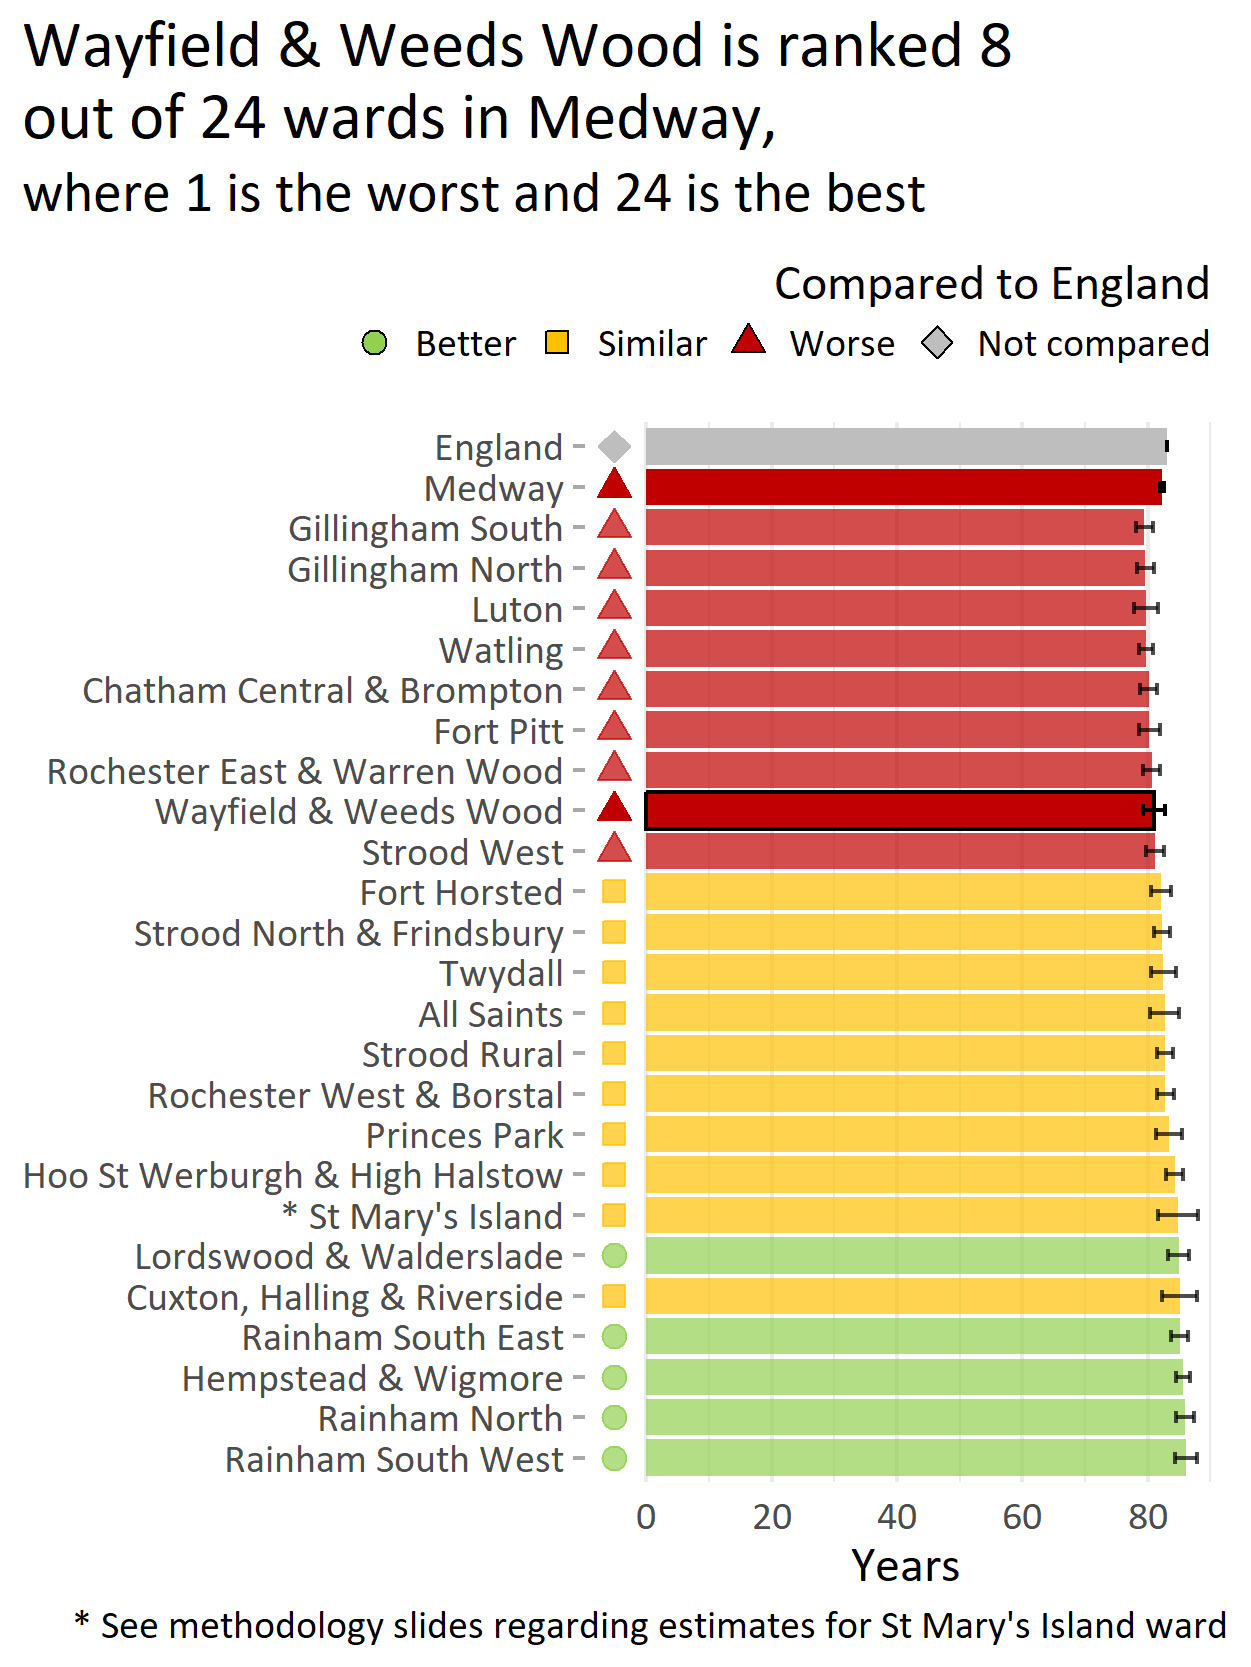 Wayfield & Weeds Wood is ranked 8
out of 24 wards in Medway,
where 1 is the worst and 24 is the best
Compared to England
Better Similar Worse Not compared
England
Medway
Gillingham South
Gillingham North
Luton
Watling
Chatham Central & Brompton
Fort Pitt
Rochester East & Warren Wood
Wayfield & Weeds Wood
Strood West
Fort Horsted
Strood North & Frindsbury
Twydall
All Saints
Strood Rural
Rochester West & Borstal
Princes Park
Hoo St Werburgh & High Halstow
* St Mary's Island
Lordswood & Walderslade
Cuxton, Halling & Riverside
Rainham South East
Hempstead & Wigmore
Rainham North
Rainham South West
0 20 40 60 80
Years
* See methodology slides regarding estimates for St Mary's Island ward